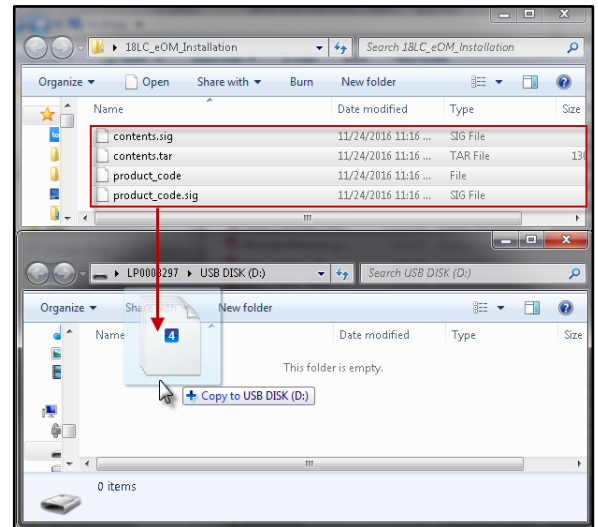 18LC_eOM_Installation
Search 18LC_eOM_Installation
Organize Open Share with Burn New folder
Name Date modified Type Size
contents.sig 11/24/2016 11:16 ... SIG File
contents.tar 11/24/2016 11:16 ... TAR File 130
product_code 11/24/2016 11:16 ... File
product_code.sig 11/24/2016 11:16 ... SIG File
USB DISK (D:) Search USB DISK (D:)
Organize Share with New folder
Name Date modified Type Size
4
This folder is empty.
Copy to USB DISK (D:)
0 items